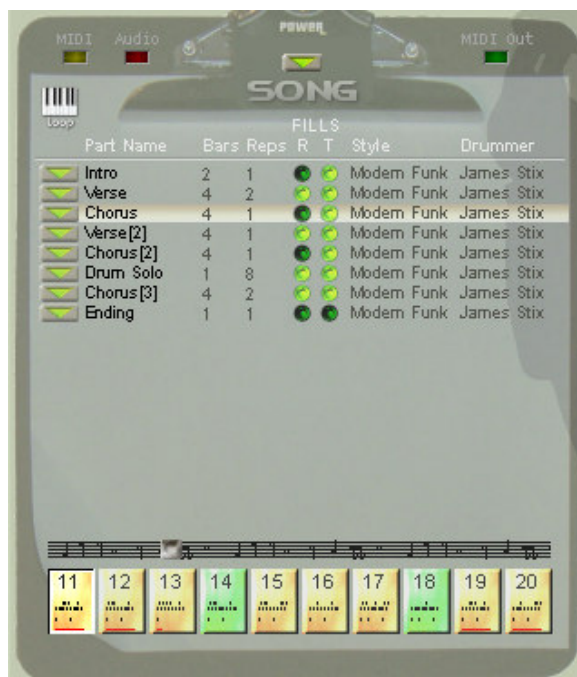 POWER
MIDI Audio MIDI Out
SONG
Loop
FILLS
Part Name Bars Reps R T Style Drummer
Intro 2 1 Modern Funk James Stix
Verse 4 2 Modern Funk James Stix
Chorus 4 1 Modern Funk James Stix
Verse[2] 4 1 Modern Funk James Stix
Chorus[2] 4 1 Modern Funk James Stix
Drum Solo 1 8 Modern Funk James Stix
Chorus[3] 4 2 Modern Funk James Stix
Ending 1 1 Modern Funk James Stix
11 12 13 14 15 16 17 18 19 20